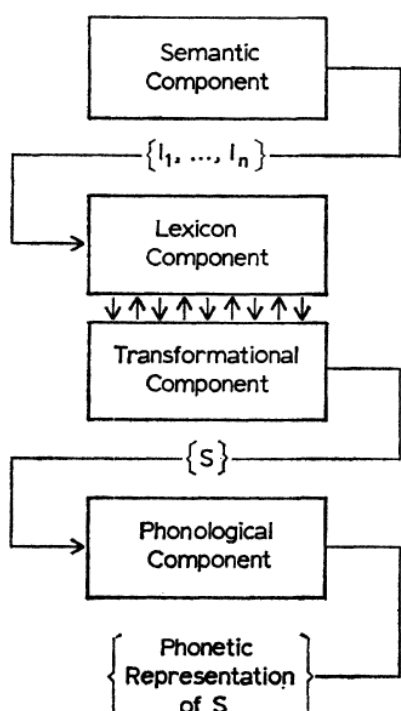 Semantic
Component
{I₁, ..., Iₙ}
Lexicon
Component
Transformational
Component
{S}
Phonological
Component
Phonetic
Representation
of S